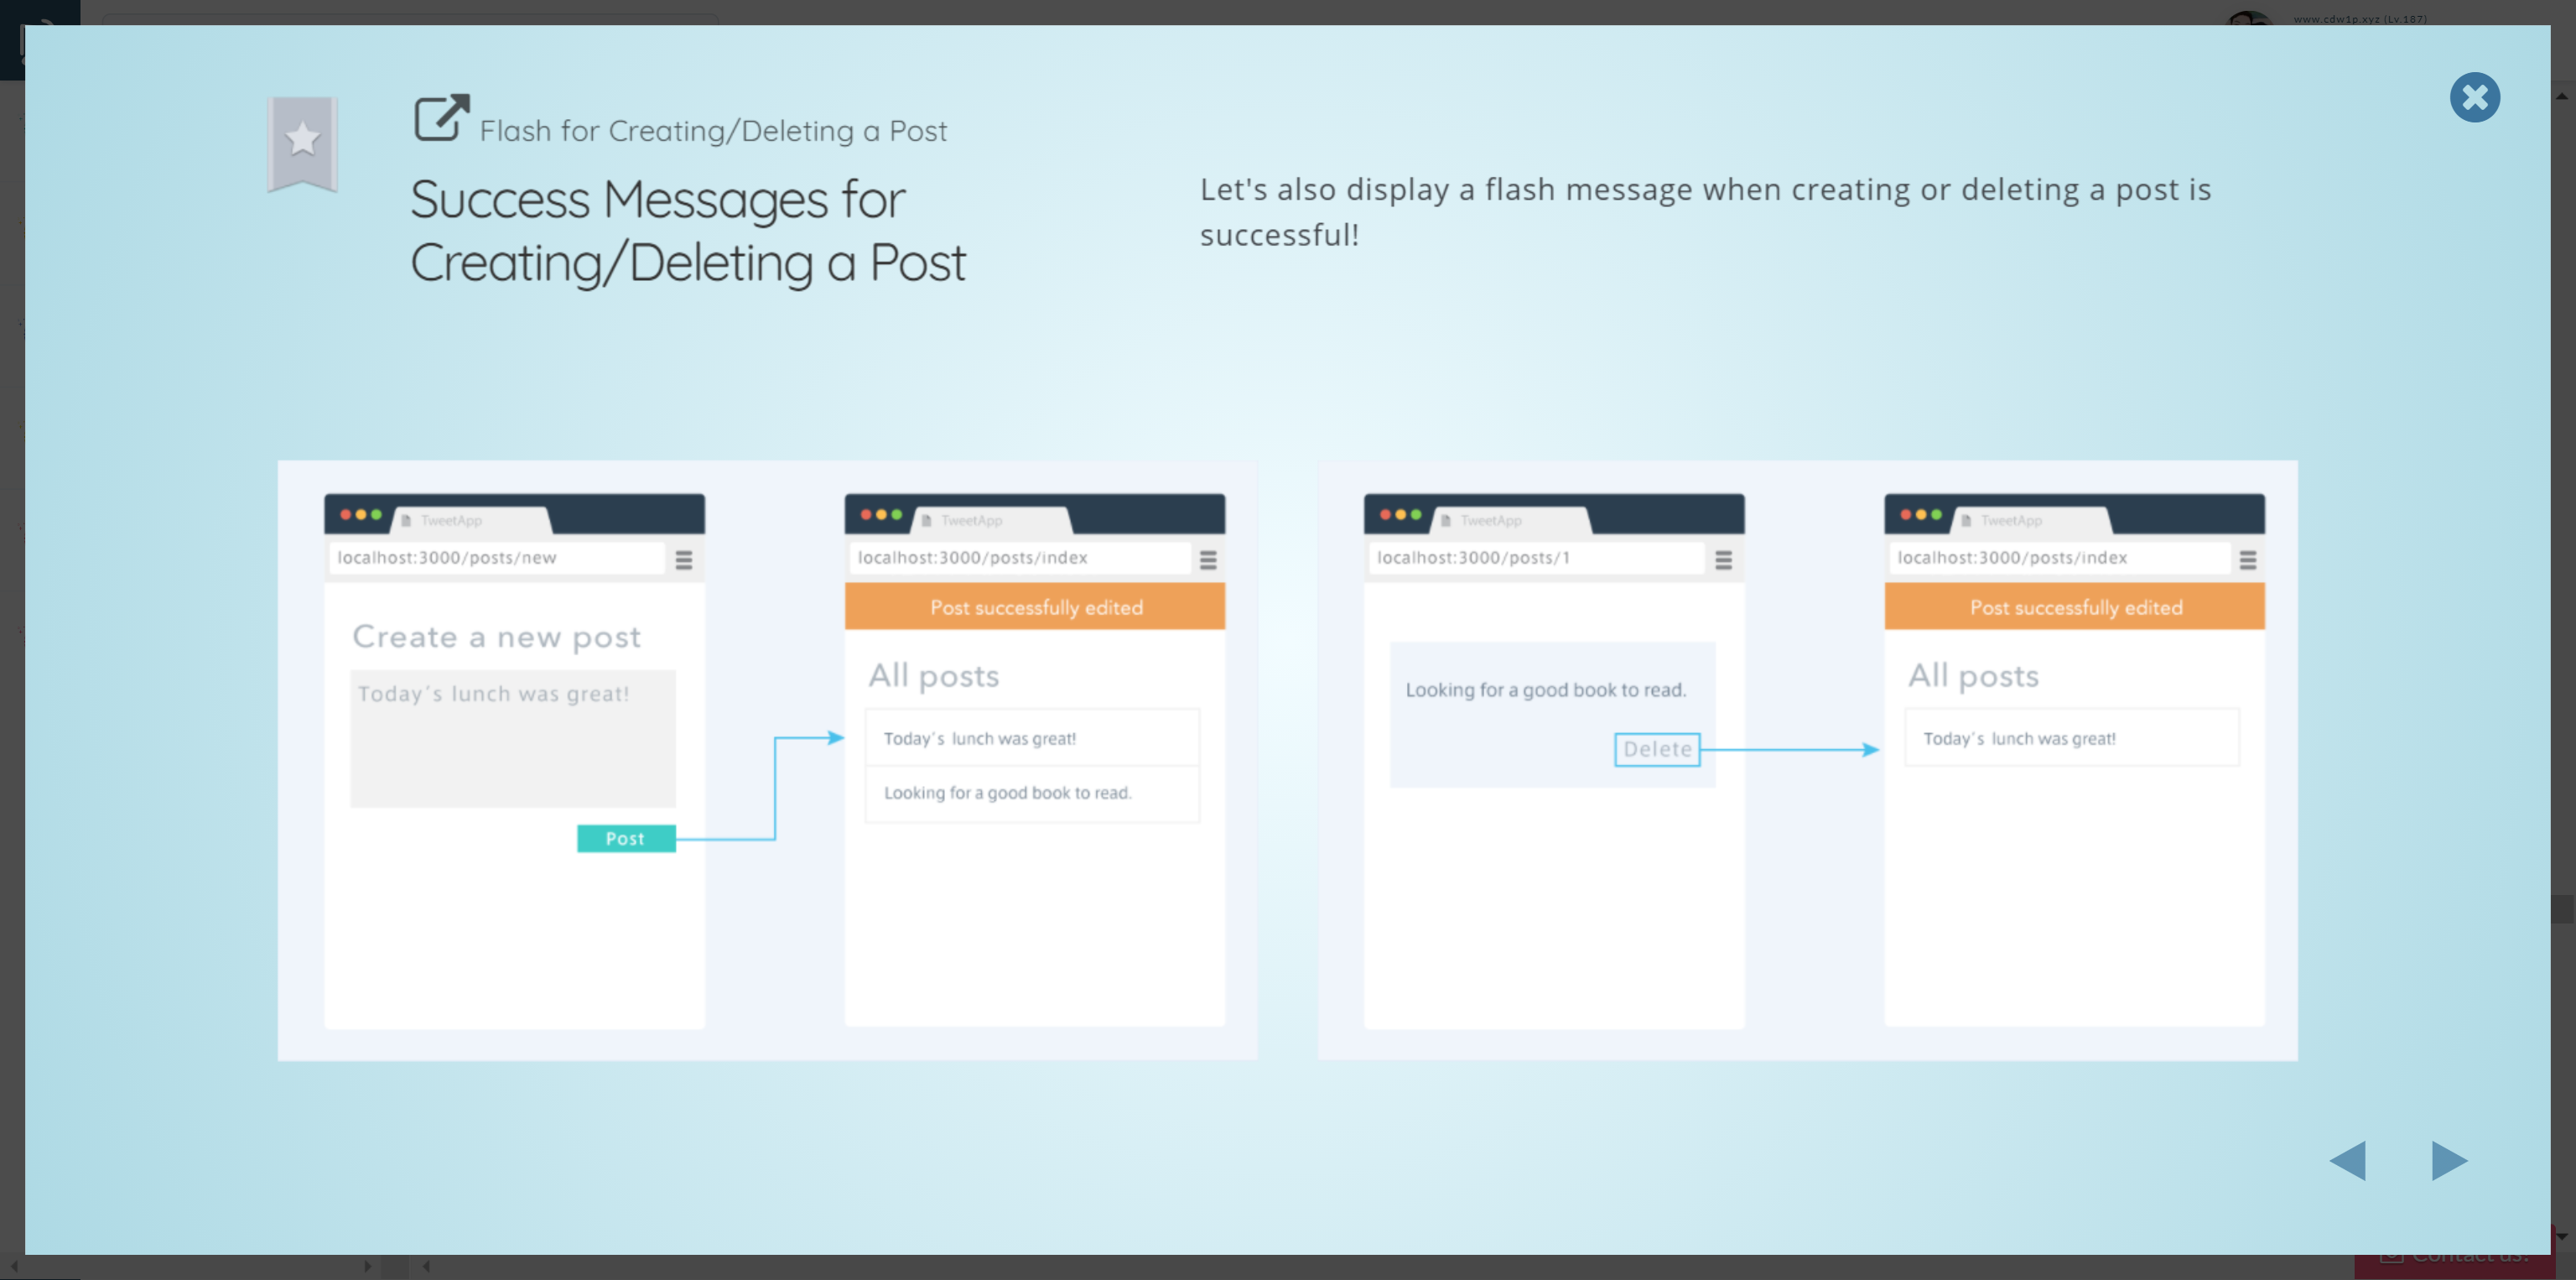 www.cdw1p.xyz (Lv.187)
Flash for Creating/Deleting a Post
Success Messages for
Creating/Deleting a Post
Let's also display a flash message when creating or deleting a post is
successful!
TweetApp
localhost:3000/posts/new
Create a new post
Today's lunch was great!
Post
TweetApp
localhost:3000/posts/index
Post successfully edited
All posts
Today's lunch was great!
Looking for a good book to read.
TweetApp
localhost:3000/posts/1
Looking for a good book to read.
Delete
TweetApp
localhost:3000/posts/index
Post successfully edited
All posts
Today's lunch was great!
Contact us!